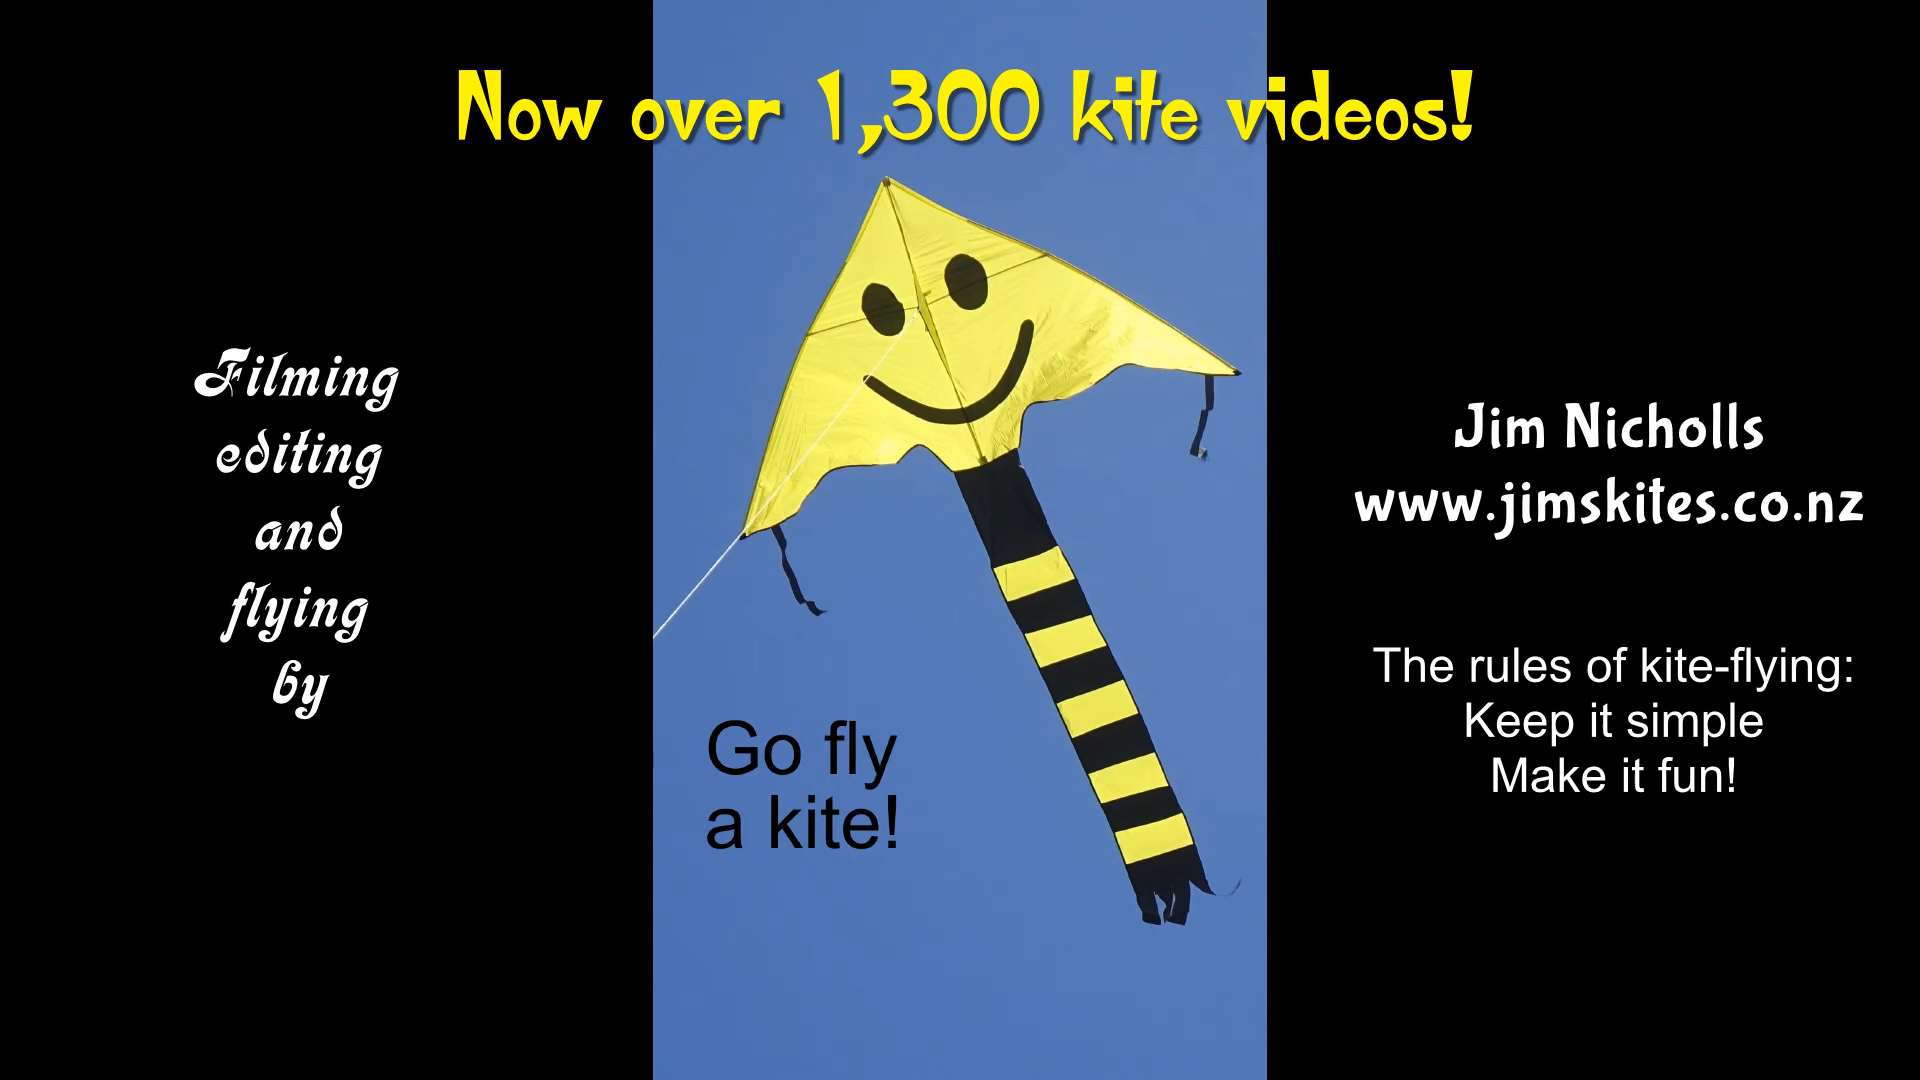 Now over 1,300 kite videos!
Filming
editing
and
flying
by
Jim Nicholls
www.jimskites.co.nz
The rules of kite-flying:
Keep it simple
Make it fun!
Go fly
a kite!